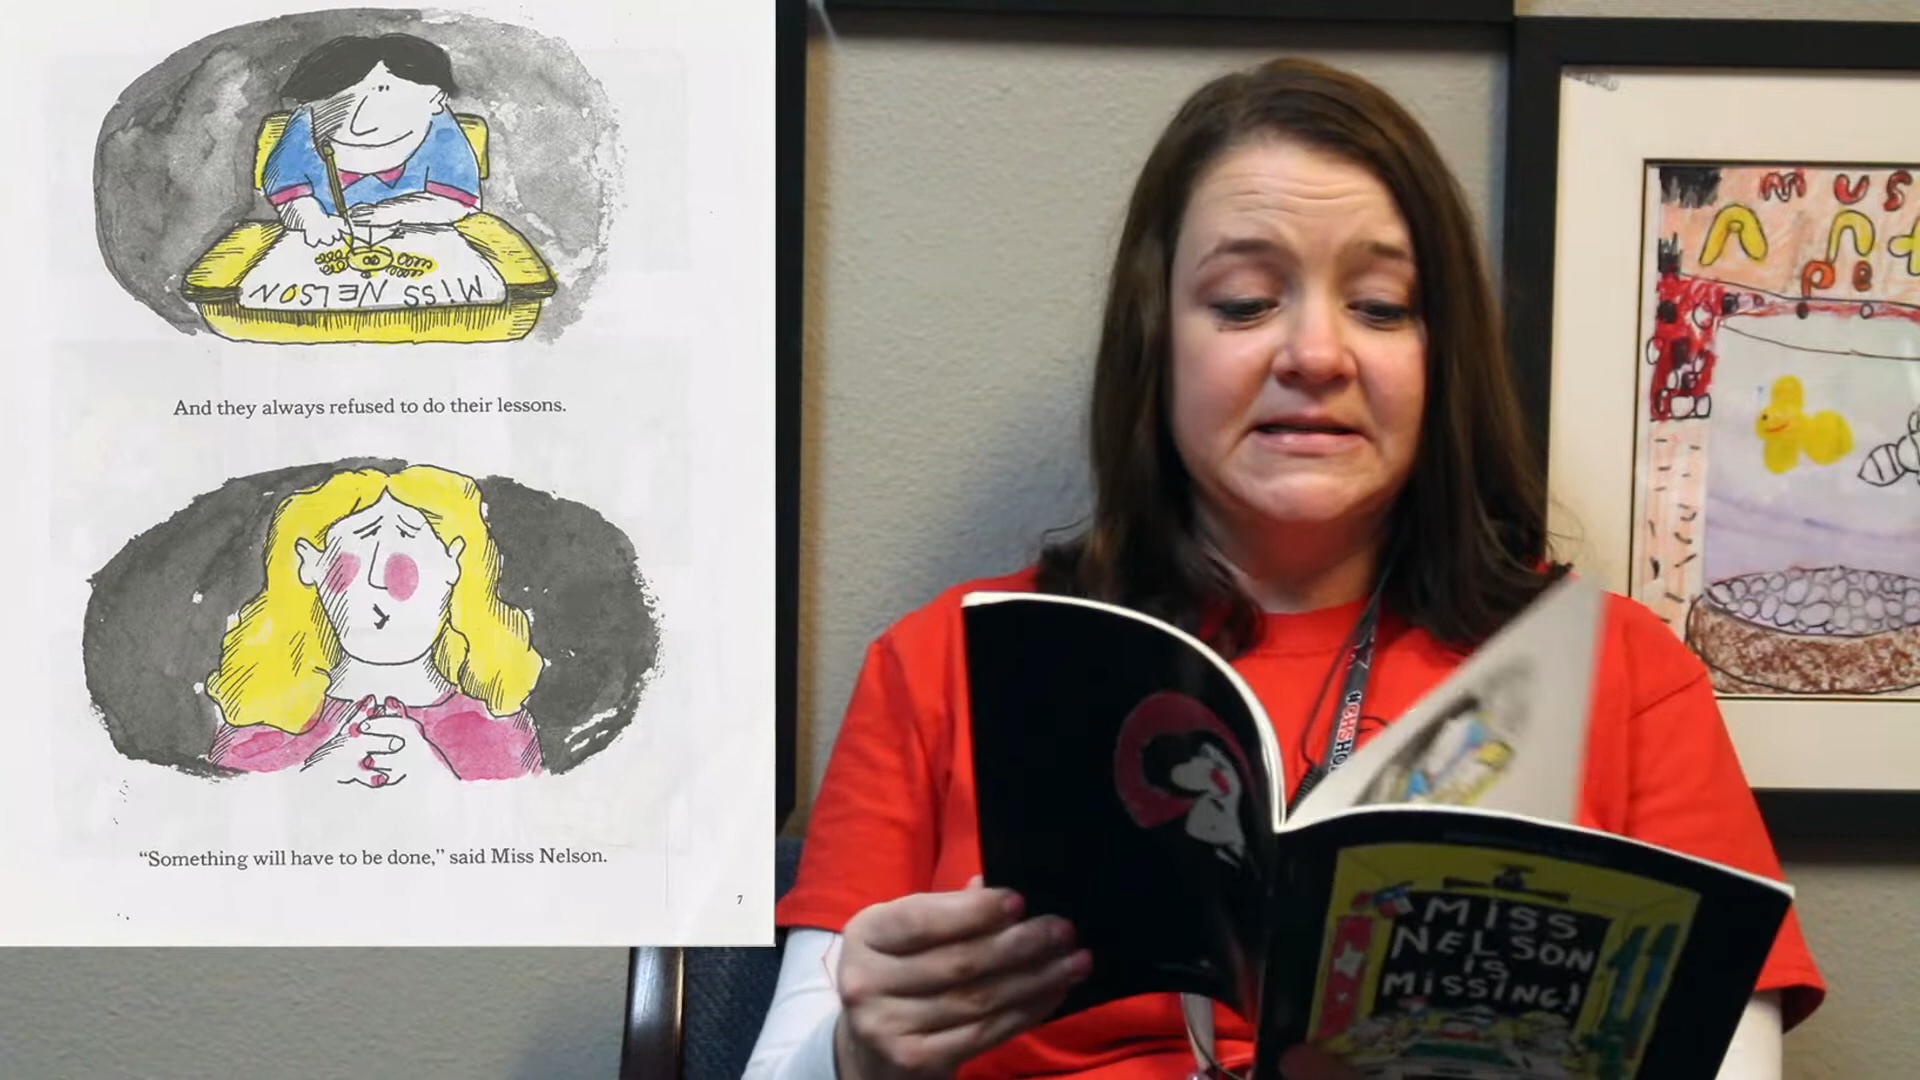 MISS NELSON
And they always refused to do their lessons.
“Something will have to be done,” said Miss Nelson.
7
MISS
NELSON
IS
MISSING!